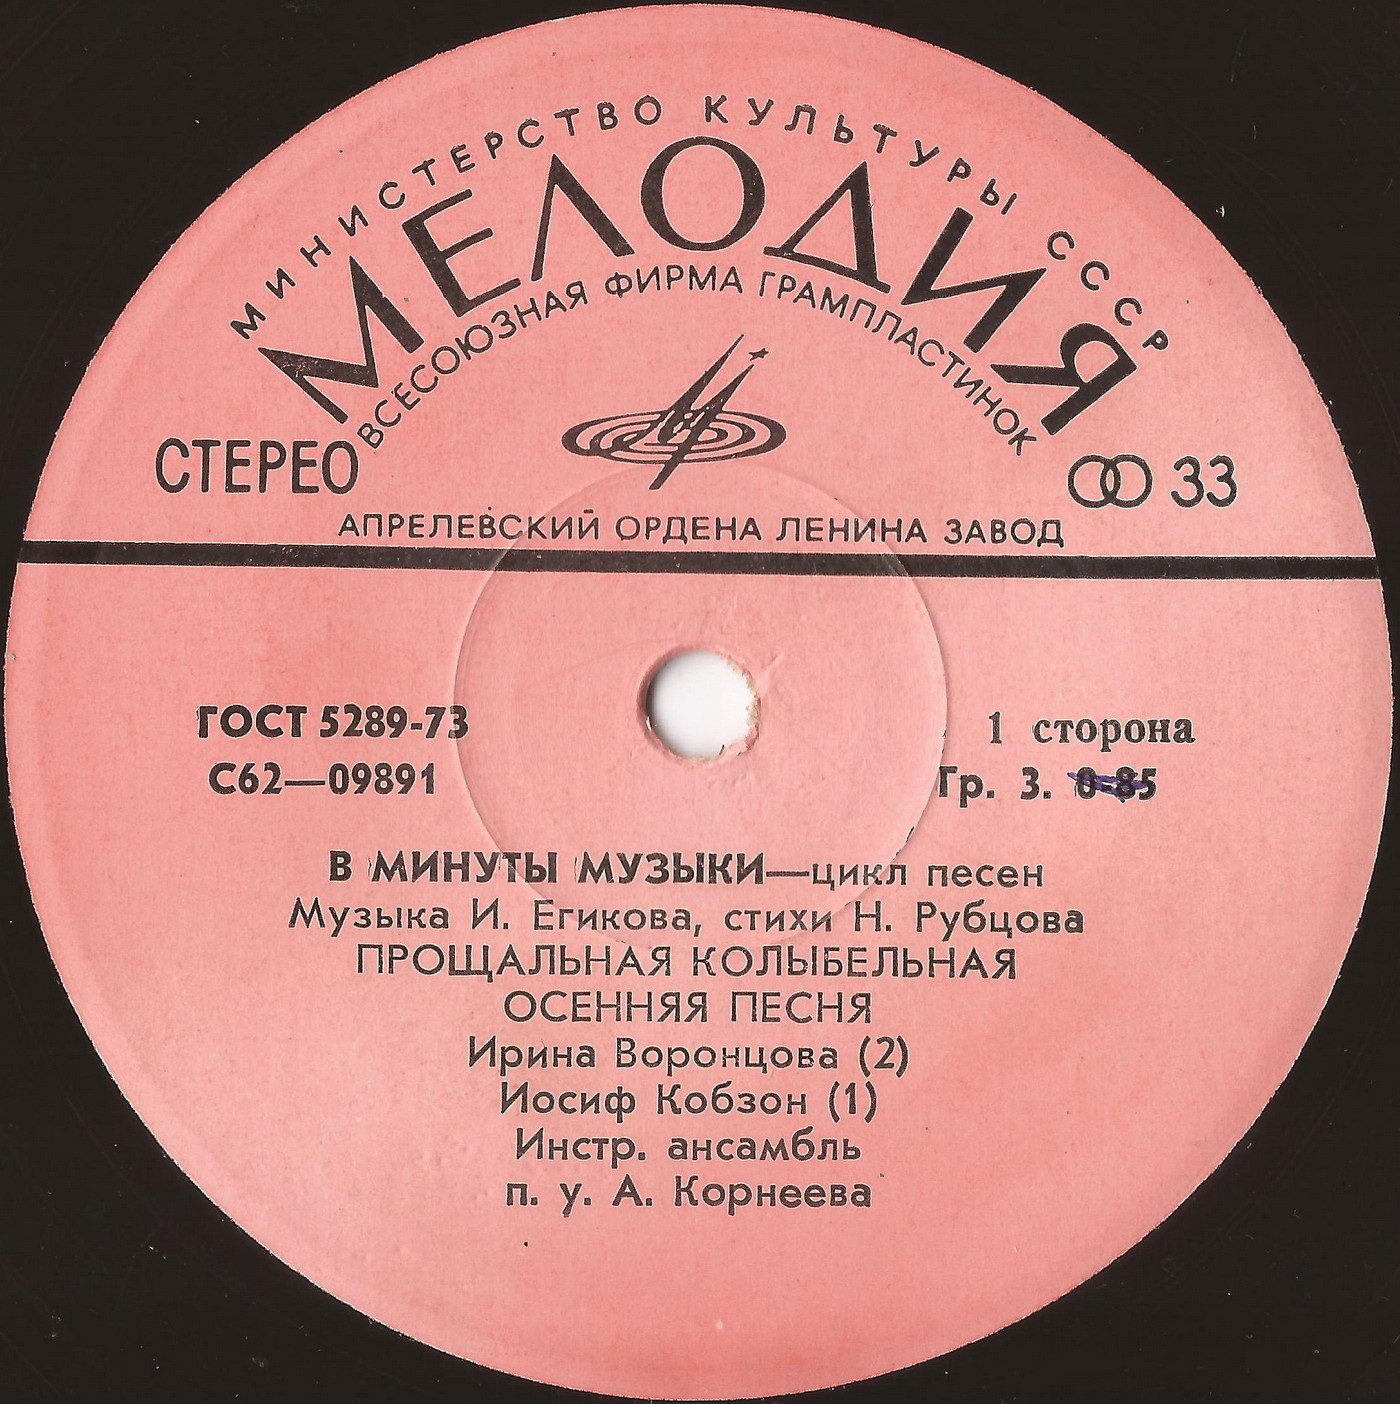 МИНИСТЕРСТВО КУЛЬТУРЫ СССР
МЕЛОДИЯ
ВСЕСОЮЗНАЯ ФИРМА ГРАМПЛАСТИНОК
СТЕРЕО
33
АПРЕЛЕВСКИЙ ОРДЕНА ЛЕНИНА ЗАВОД
ГОСТ 5289-73
1 сторона
С62—09891
Гр. 3. 0-85
В МИНУТЫ МУЗЫКИ—цикл песен
Музыка И. Егикова, стихи Н. Рубцова
ПРОЩАЛЬНАЯ КОЛЫБЕЛЬНАЯ
ОСЕННЯЯ ПЕСНЯ
Ирина Воронцова (2)
Иосиф Кобзон (1)
Инстр. ансамбль
п. у. А. Корнеева